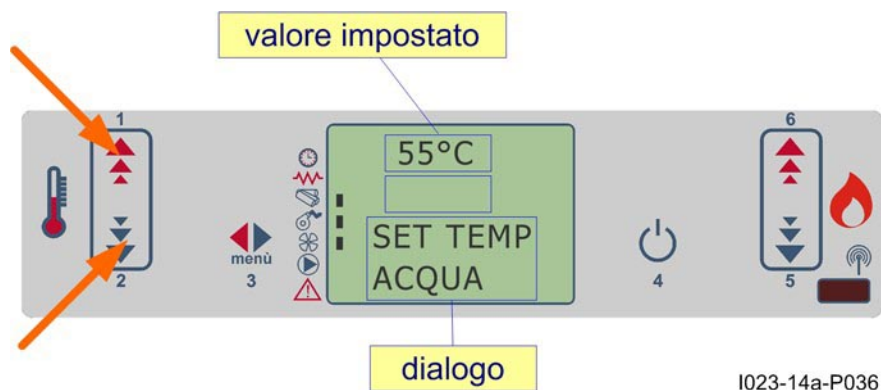 valore impostato
1
6
55°C
SET TEMP
ACQUA
menù
2
3
4
5
dialogo
I023-14a-P036